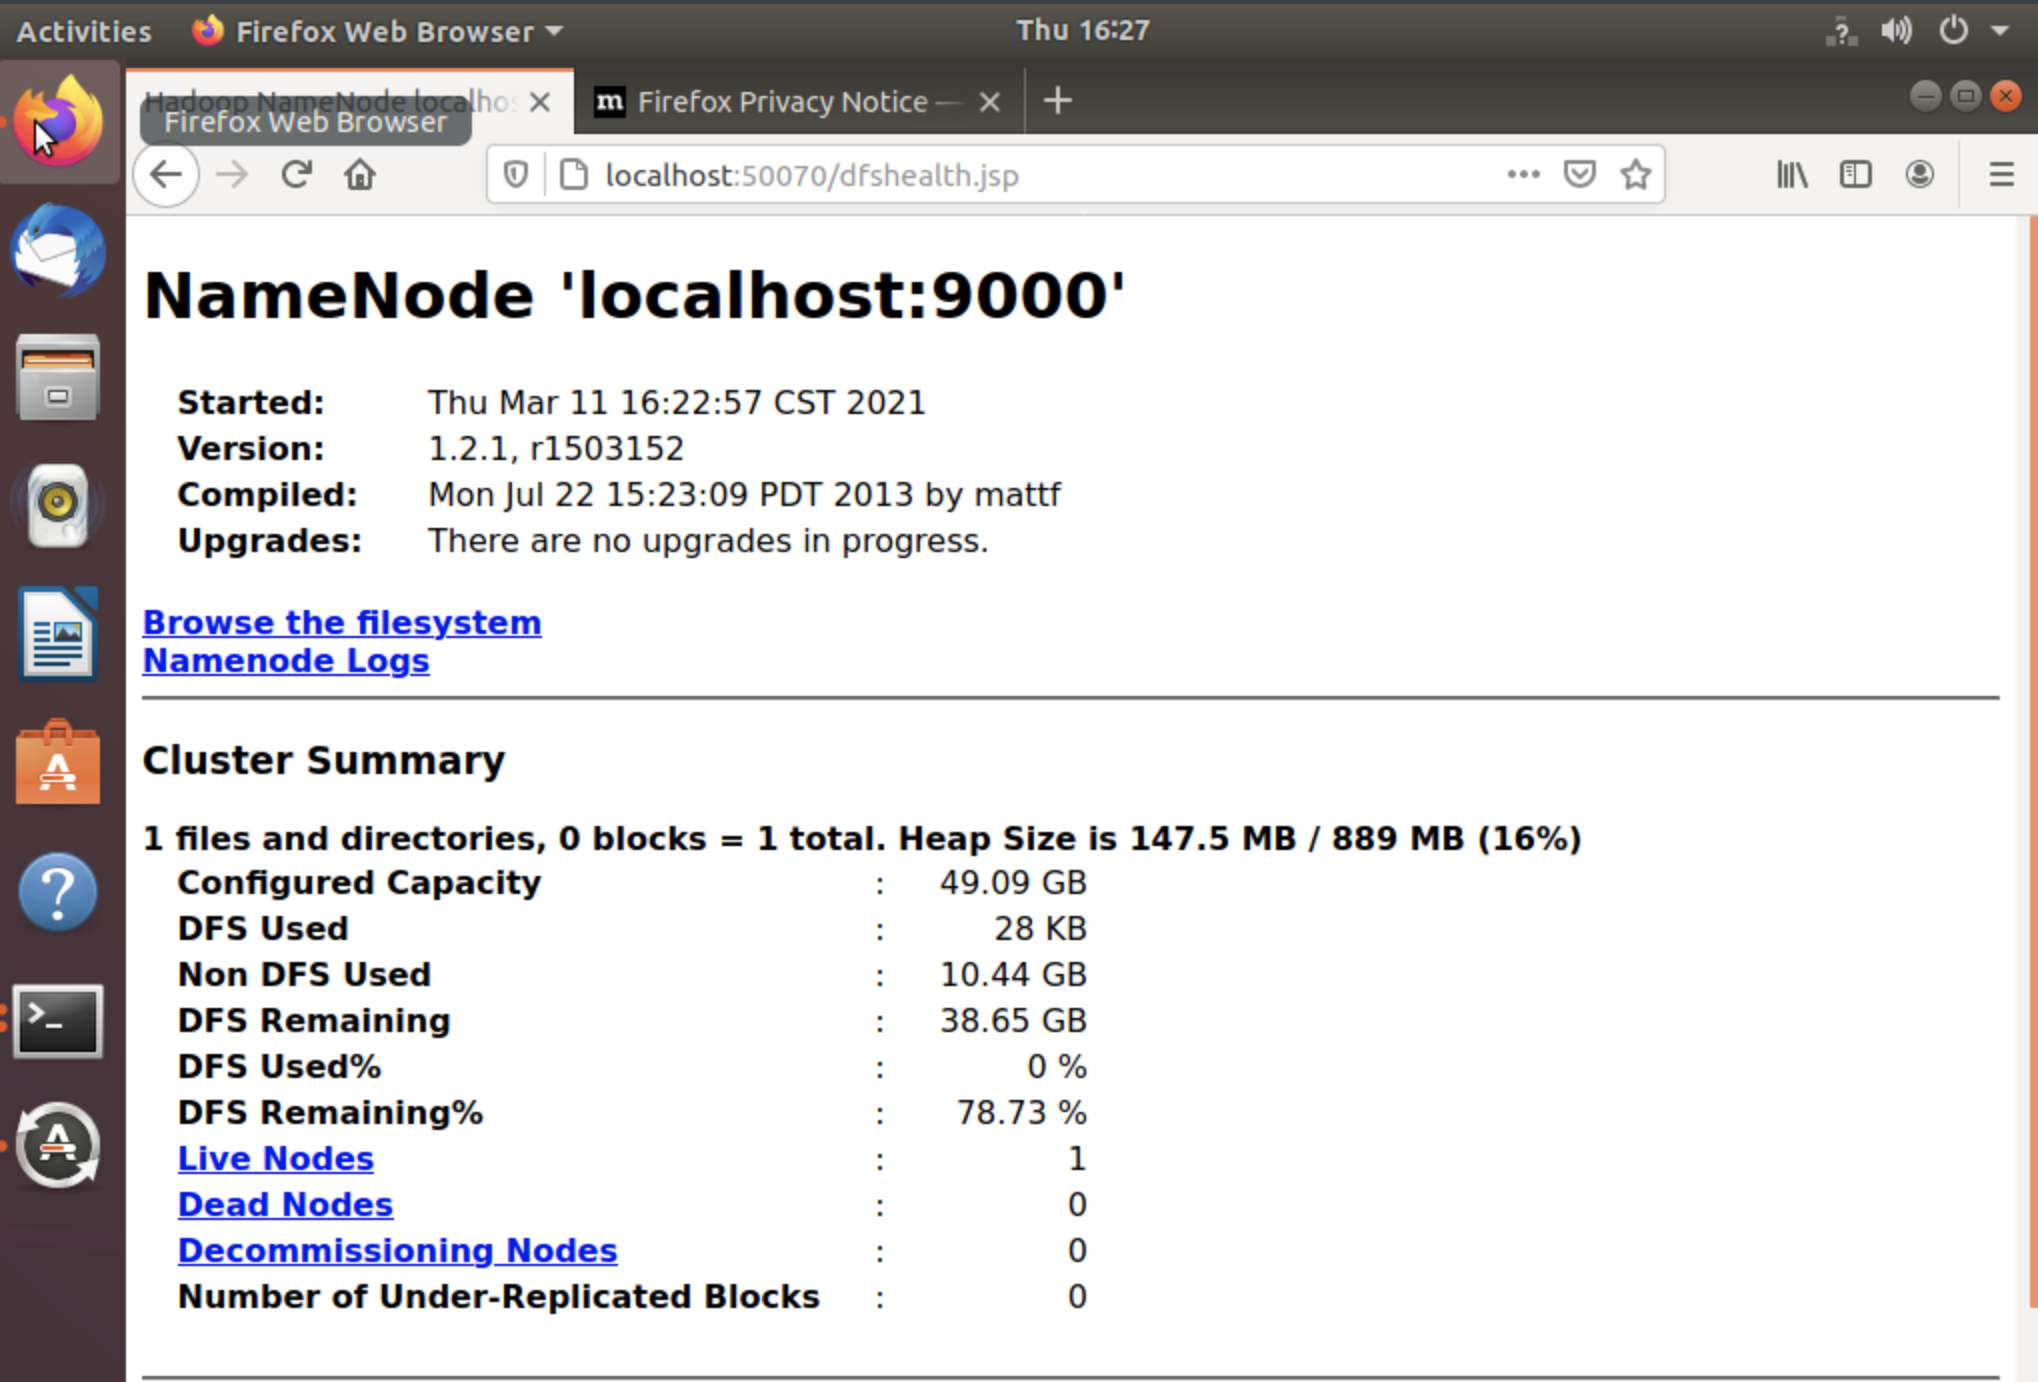 Activities Firefox Web Browser Thu 16:27
Hadoop NameNode localhos Firefox Privacy Notice —
Firefox Web Browser
localhost:50070/dfshealth.jsp
NameNode 'localhost:9000'
Started: Thu Mar 11 16:22:57 CST 2021
Version: 1.2.1, r1503152
Compiled: Mon Jul 22 15:23:09 PDT 2013 by mattf
Upgrades: There are no upgrades in progress.
Browse the filesystem
Namenode Logs
Cluster Summary
1 files and directories, 0 blocks = 1 total. Heap Size is 147.5 MB / 889 MB (16%)
Configured Capacity : 49.09 GB
DFS Used : 28 KB
Non DFS Used : 10.44 GB
DFS Remaining : 38.65 GB
DFS Used% : 0 %
DFS Remaining% : 78.73 %
Live Nodes : 1
Dead Nodes : 0
Decommissioning Nodes : 0
Number of Under-Replicated Blocks : 0